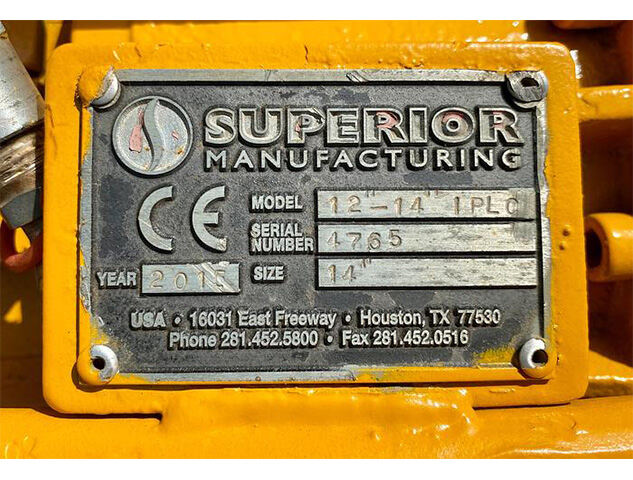 SUPERIOR
MANUFACTURING
CE
MODEL 12-14" IPLC
SERIAL NUMBER 4765
YEAR 2015 SIZE 14"
USA • 16031 East Freeway • Houston, TX 77530
Phone 281.452.5800 • Fax 281.452.0516